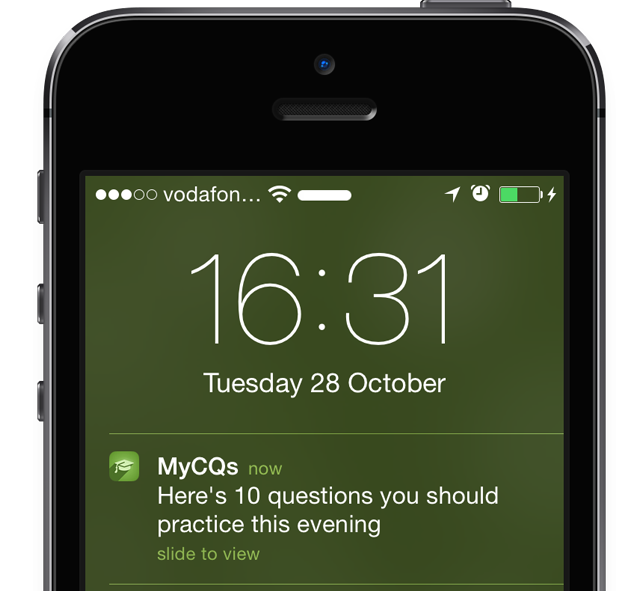 vodafon...
16:31
Tuesday 28 October
MyCQs now
Here's 10 questions you should
practice this evening
slide to view